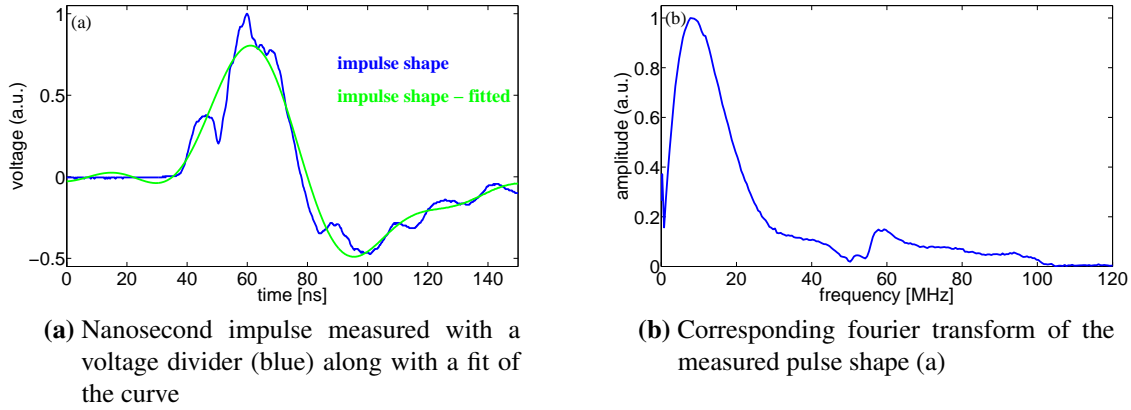 (a)
impulse shape
impulse shape – fitted
voltage (a.u.)
1
0.5
0
−0.5
0 20 40 60 80 100 120 140
time [ns]
(b)
amplitude (a.u.)
1
0.8
0.6
0.4
0.2
0
0 20 40 60 80 100 120
frequency [MHz]
(a) Nanosecond impulse measured with a
voltage divider (blue) along with a fit of
the curve
(b) Corresponding fourier transform of the
measured pulse shape (a)